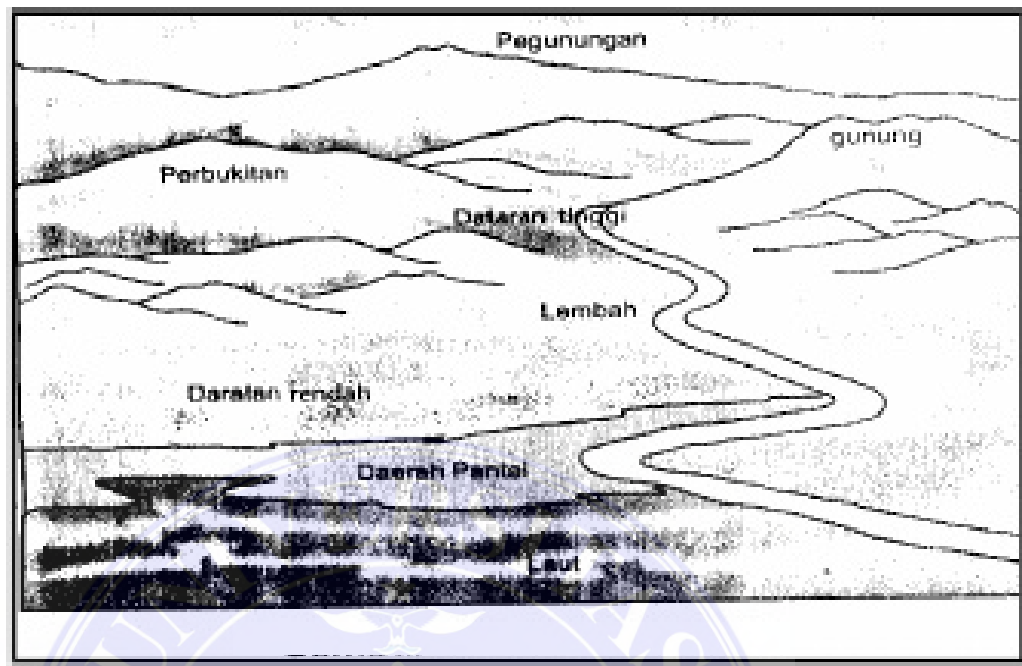 Pegunungan
gunung
Perbukitan
Dataran tinggi
Lembah
Daratan rendah
Daerah Pantai
Laut